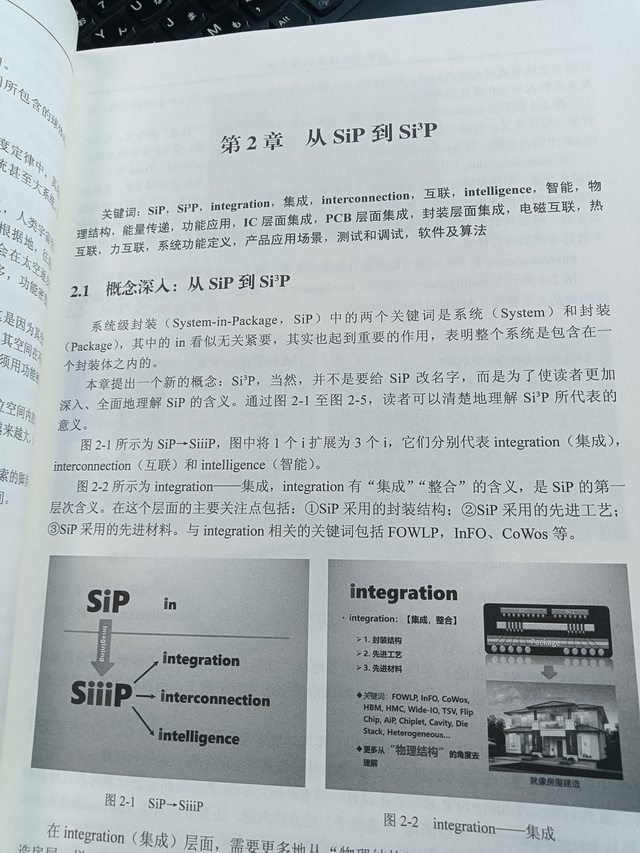 第 2 章 从 SiP 到 Si³P
关键词：SiP，Si³P，integration，集成，interconnection，互联，intelligence，智能，物
理结构，能量传递，功能应用，IC 层面集成，PCB 层面集成，封装层面集成，电磁互联，热
互联，力互联，系统功能定义，产品应用场景，测试和调试，软件及算法
2.1 概念深入：从 SiP 到 Si³P
系统级封装（System-in-Package，SiP）中的两个关键词是系统（System）和封装
（Package），其中的 in 看似无关紧要，其实也起到重要的作用，表明整个系统是包含在一
个封装体之内的。
本章提出一个新的概念：Si³P，当然，并不是要给 SiP 改名字，而是为了使读者更加
深入、全面地理解 SiP 的含义。通过图 2-1 至图 2-5，读者可以清楚地理解 Si³P 所代表的
意义。
图 2-1 所示为 SiP→SiiiP，图中将 1 个 i 扩展为 3 个 i，它们分别代表 integration（集成），
interconnection（互联）和 intelligence（智能）。
图 2-2 所示为 integration——集成，integration 有“集成”“整合”的含义，是 SiP 的第一
层次含义。在这个层面的主要关注点包括：①SiP 采用的封装结构；②SiP 采用的先进工艺；
③SiP 采用的先进材料。与 integration 相关的关键词包括 FOWLP，InFO、CoWos 等。
SiP in
imagining
SiiiP
integration
interconnection
intelligence
图 2-1 SiP→SiiiP
integration
· integration：【集成，整合】
➢ 1. 封装结构
➢ 2. 先进工艺
➢ 3. 先进材料
◆关键词：FOWLP, InFO, CoWos,
HBM, HMC, Wide-IO, TSV, Flip
Chip, AiP, Chiplet, Cavity, Die
Stack, Heterogeneous...
◆更多从“物理结构”的角度去
理解
Package
就像房屋建造
图 2-2 integration——集成
在 integration（集成）层面，需要更多地从“物理结